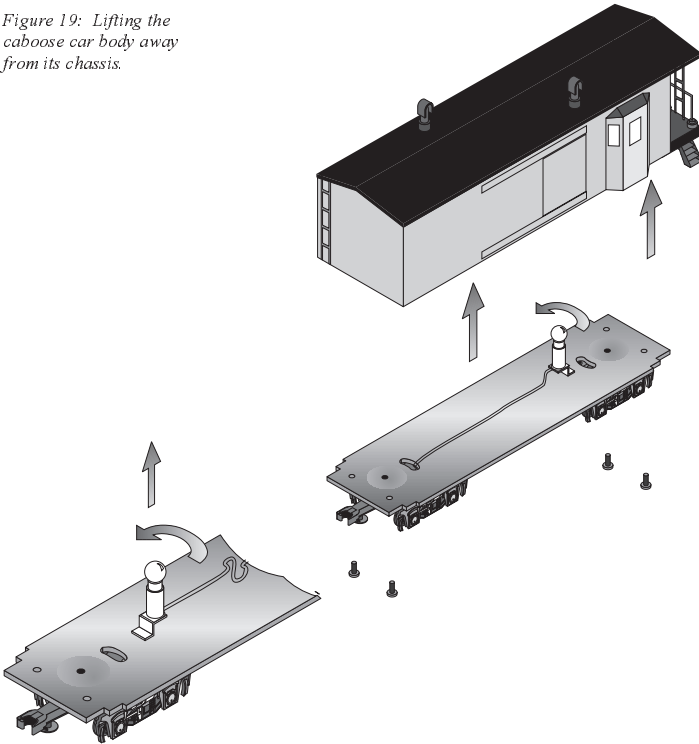 Figure 19: Lifting the
caboose car body away
from its chassis.